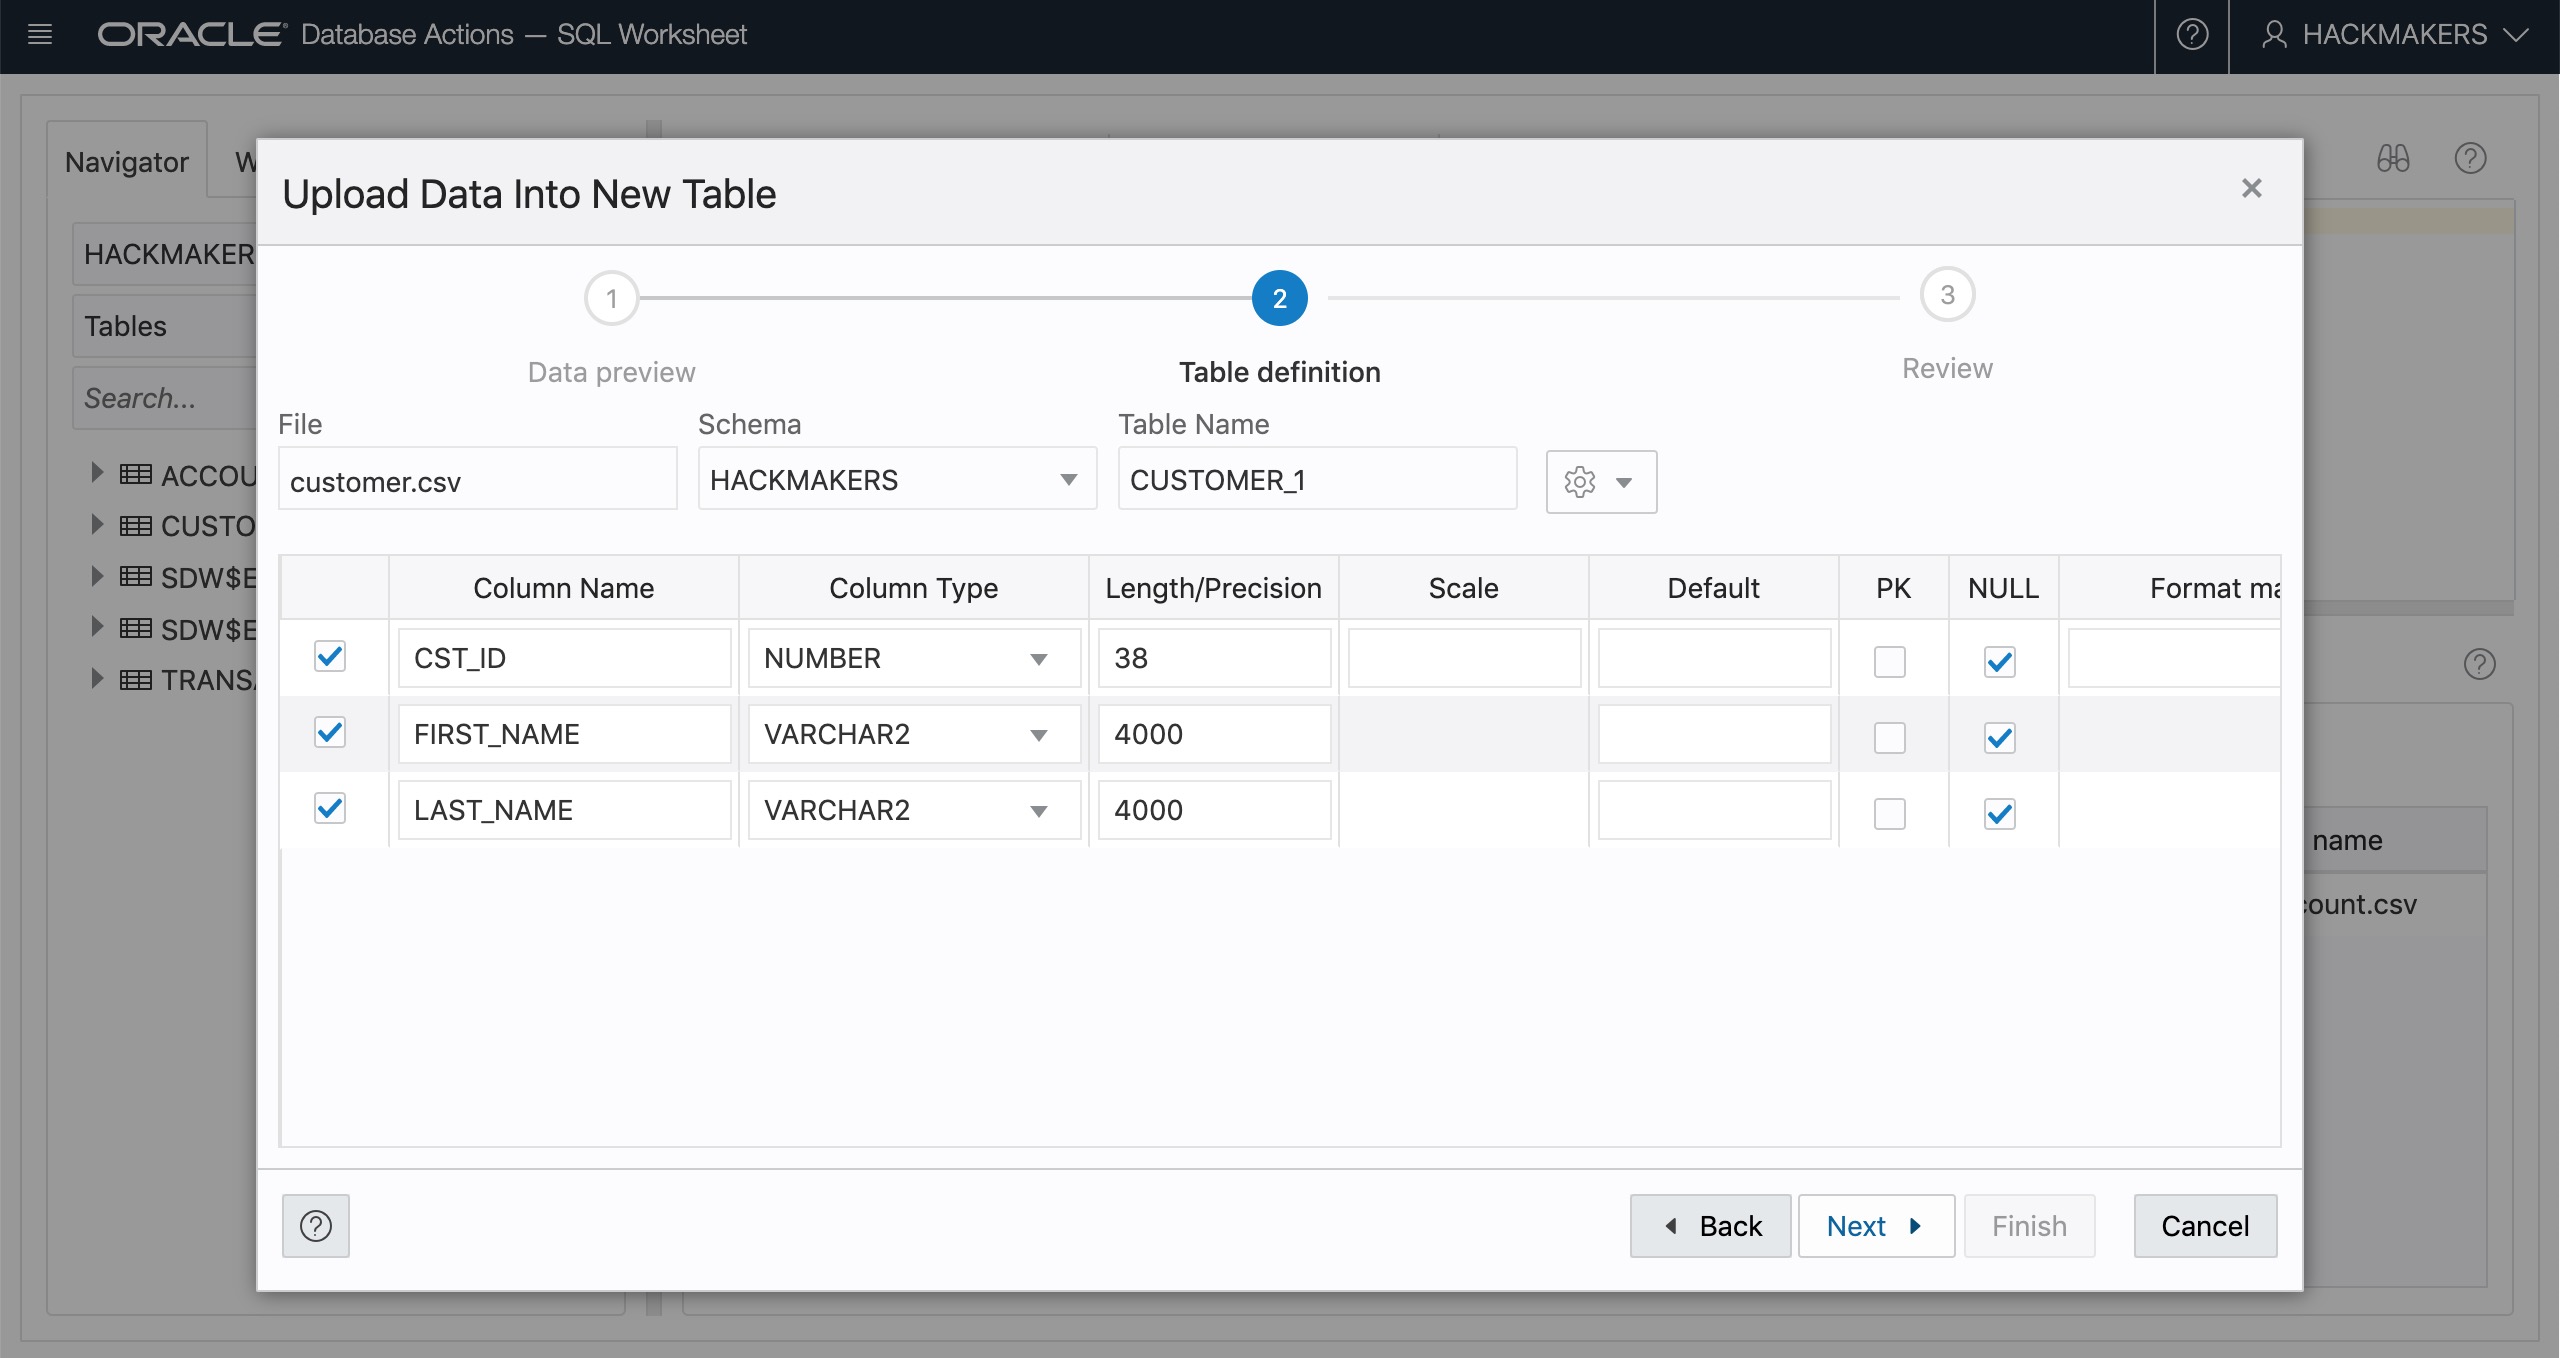 ORACLE Database Actions — SQL Worksheet
HACKMAKERS
Navigator
Upload Data Into New Table
HACKMAKER
Tables
Search...
ACCOU
CUSTO
SDW$E
SDW$E
TRANSA
1
2
3
Data preview
Table definition
Review
File
Schema
Table Name
customer.csv
HACKMAKERS
CUSTOMER_1
Column Name Column Type Length/Precision Scale Default PK NULL Format ma
CST_ID NUMBER 38
FIRST_NAME VARCHAR2 4000
LAST_NAME VARCHAR2 4000
name
count.csv
Back
Next
Finish
Cancel